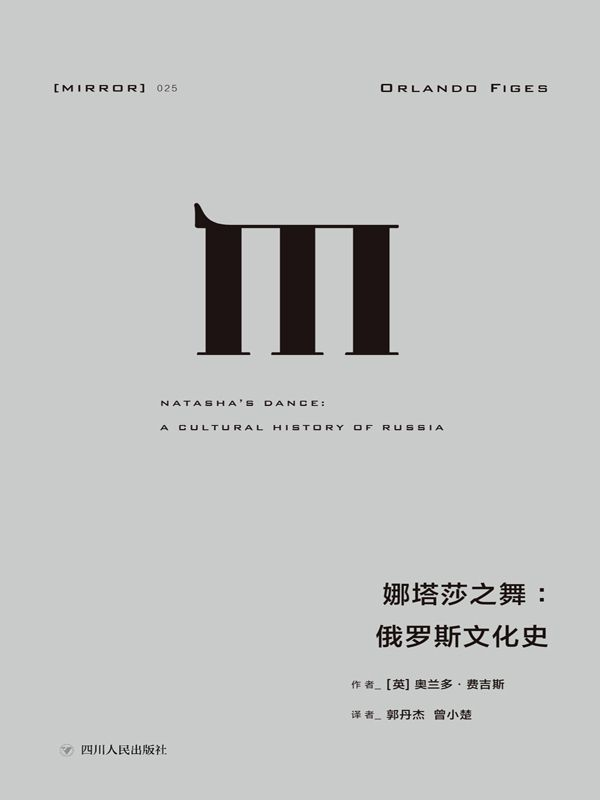 [MIRROR] 025
ORLANDO FIGES
NATASHA'S DANCE:
A CULTURAL HISTORY OF RUSSIA
娜塔莎之舞：
俄罗斯文化史
作者_ [英] 奥兰多·费吉斯
译者_ 郭丹杰 曾小楚
四川人民出版社